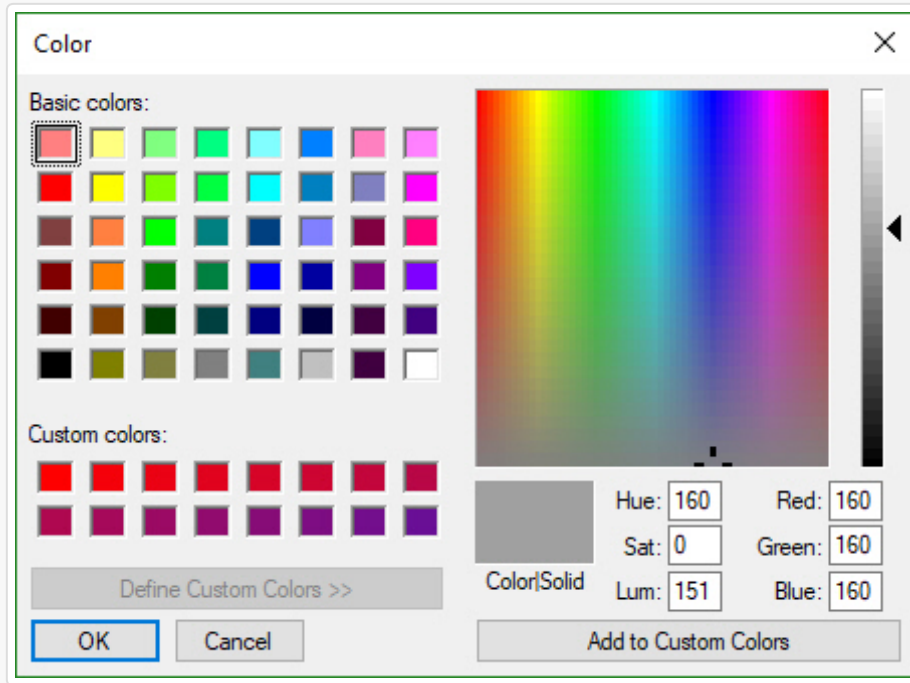 Color
Basic colors:
Custom colors:
Define Custom Colors >>
OK
Cancel
Color|Solid
Hue: 160
Sat: 0
Lum: 151
Red: 160
Green: 160
Blue: 160
Add to Custom Colors